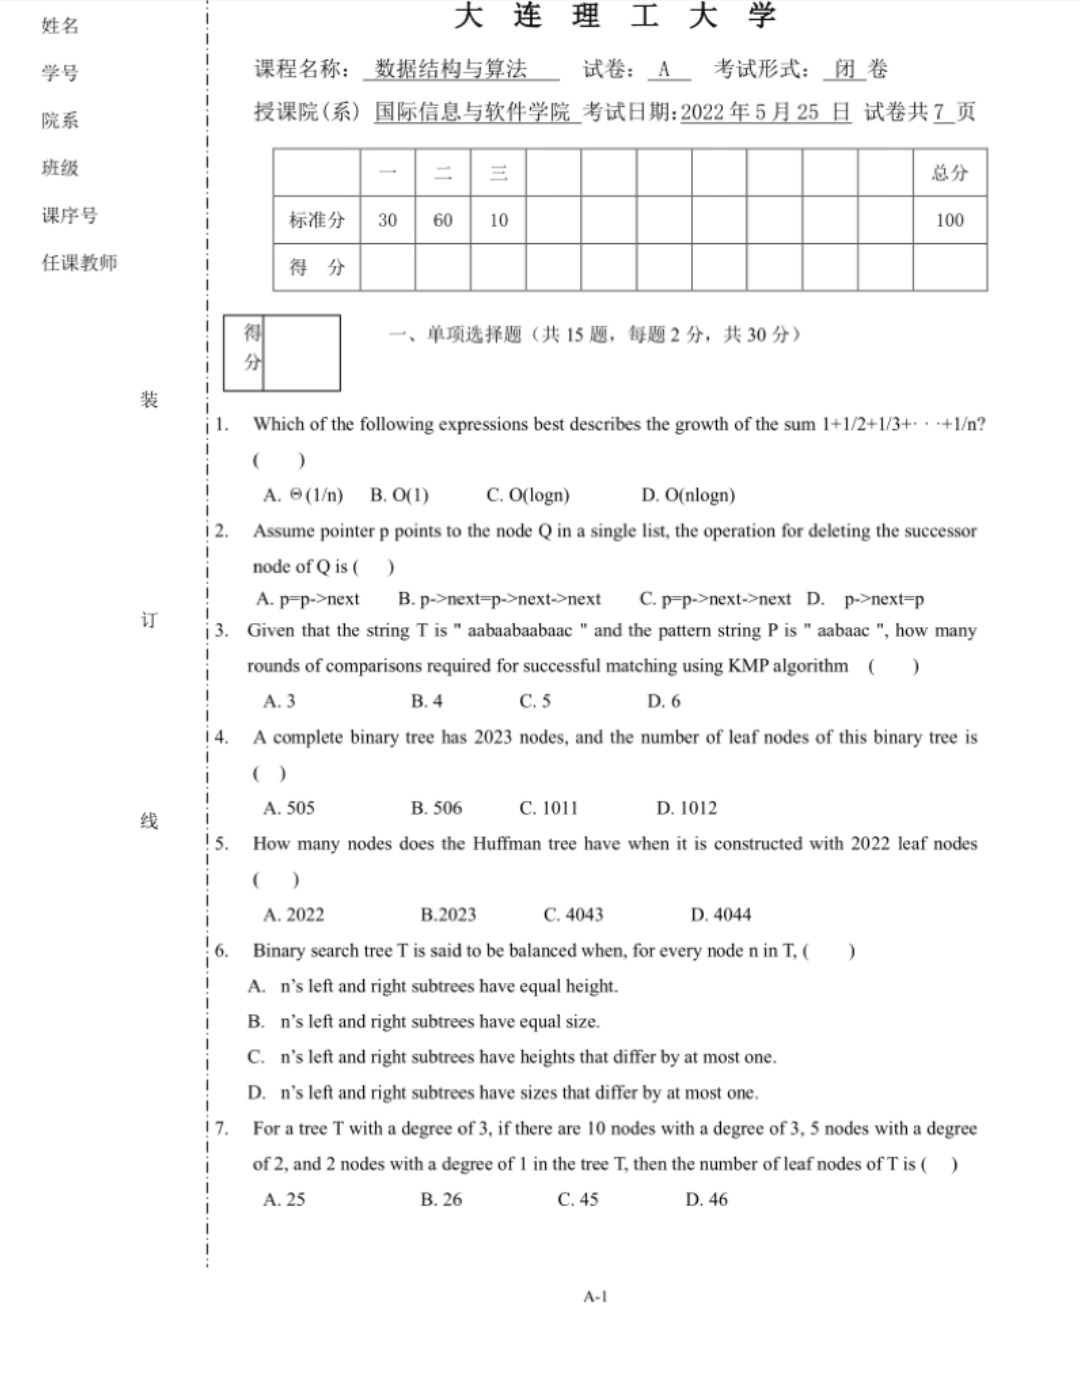 大 连 理 工 大 学
姓名
学号
院系
班级
课序号
任课教师
装
订
线
课程名称： 数据结构与算法 试卷： A 考试形式： 闭 卷
授课院(系) 国际信息与软件学院 考试日期:2022 年 5 月 25 日 试卷共 7 页
一 二 三 总分
标准分 30 60 10 100
得 分
得
分
一、单项选择题（共 15 题，每题 2 分，共 30 分）
1. Which of the following expressions best describes the growth of the sum 1+1/2+1/3+· · ·+1/n?
( )
A. Θ(1/n) B. O(1) C. O(logn) D. O(nlogn)
2. Assume pointer p points to the node Q in a single list, the operation for deleting the successor
node of Q is ( )
A. p=p->next B. p->next=p->next->next C. p=p->next->next D. p->next=p
3. Given that the string T is " aabaabaabaac " and the pattern string P is " aabaac ", how many
rounds of comparisons required for successful matching using KMP algorithm ( )
A. 3 B. 4 C. 5 D. 6
4. A complete binary tree has 2023 nodes, and the number of leaf nodes of this binary tree is
( )
A. 505 B. 506 C. 1011 D. 1012
5. How many nodes does the Huffman tree have when it is constructed with 2022 leaf nodes
( )
A. 2022 B.2023 C. 4043 D. 4044
6. Binary search tree T is said to be balanced when, for every node n in T, ( )
A. n’s left and right subtrees have equal height.
B. n’s left and right subtrees have equal size.
C. n’s left and right subtrees have heights that differ by at most one.
D. n’s left and right subtrees have sizes that differ by at most one.
7. For a tree T with a degree of 3, if there are 10 nodes with a degree of 3, 5 nodes with a degree
of 2, and 2 nodes with a degree of 1 in the tree T, then the number of leaf nodes of T is ( )
A. 25 B. 26 C. 45 D. 46
A-1